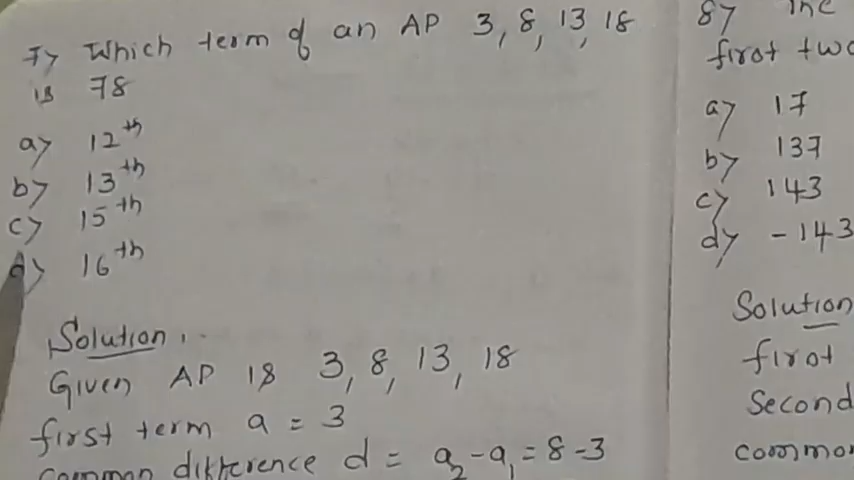 7) Which term of an AP 3, 8, 13, 18
is 78
a) 12th
b) 13th
c) 15th
d) 16th
Solution.
Given AP is 3, 8, 13, 18
first term a = 3
common difference d = a2 - a1 = 8 - 3
8) The
first two
a) 17
b) 137
c) 143
d) -143
Solution
first
Second
common